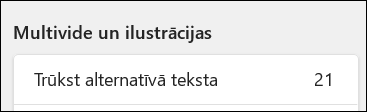 Multivide un ilustrācijas
Trūkst alternatīvā teksta 21